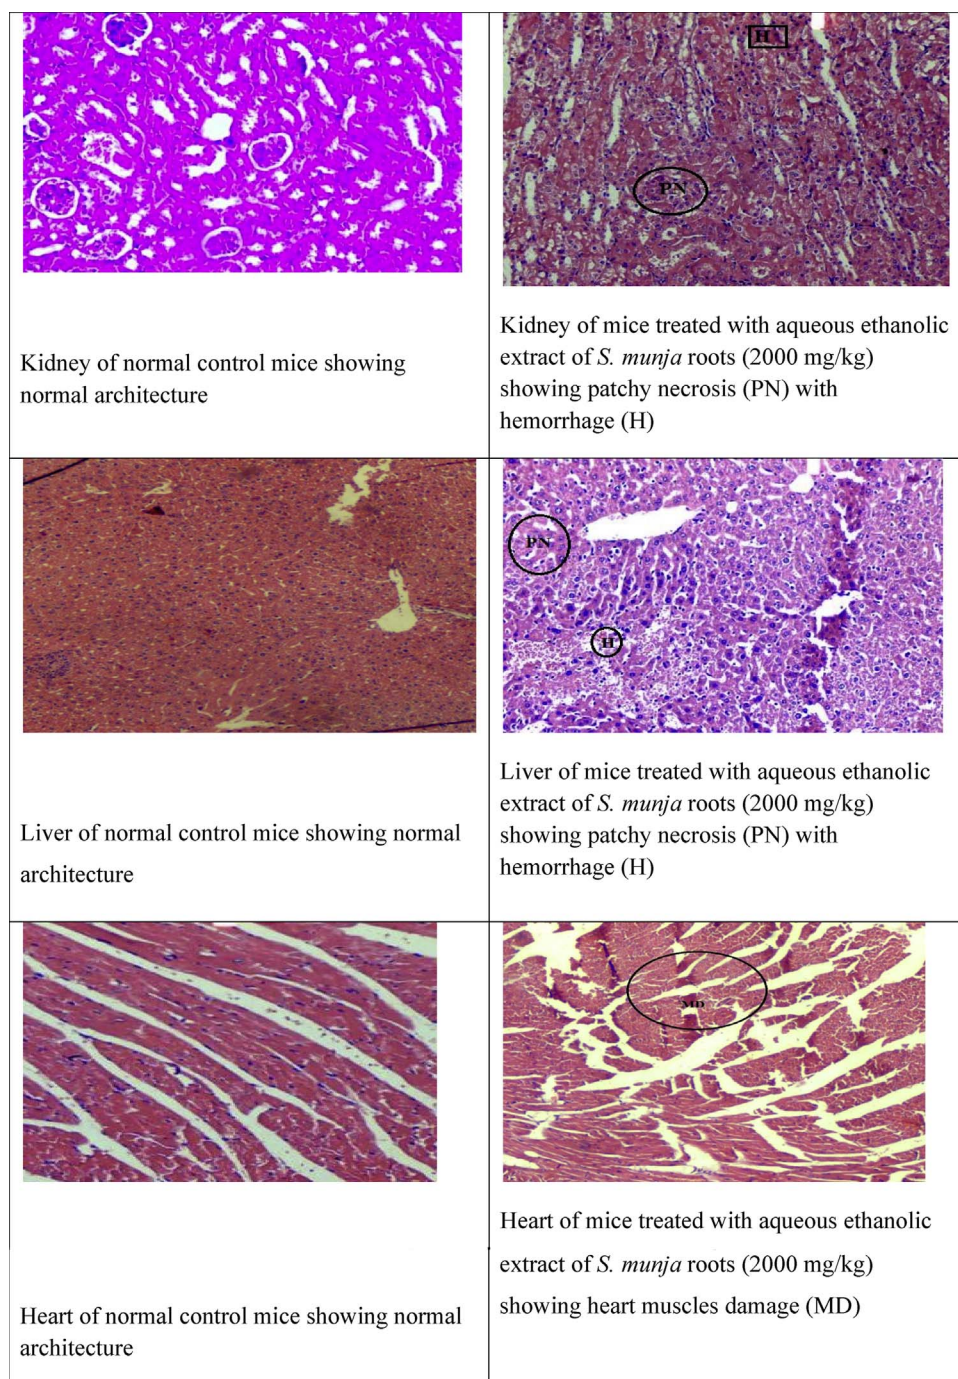 H
PN
Kidney of normal control mice showing
normal architecture
Kidney of mice treated with aqueous ethanolic
extract of S. munja roots (2000 mg/kg)
showing patchy necrosis (PN) with
hemorrhage (H)
PN
H
Liver of normal control mice showing normal
architecture
Liver of mice treated with aqueous ethanolic
extract of S. munja roots (2000 mg/kg)
showing patchy necrosis (PN) with
hemorrhage (H)
MD
Heart of normal control mice showing normal
architecture
Heart of mice treated with aqueous ethanolic
extract of S. munja roots (2000 mg/kg)
showing heart muscles damage (MD)